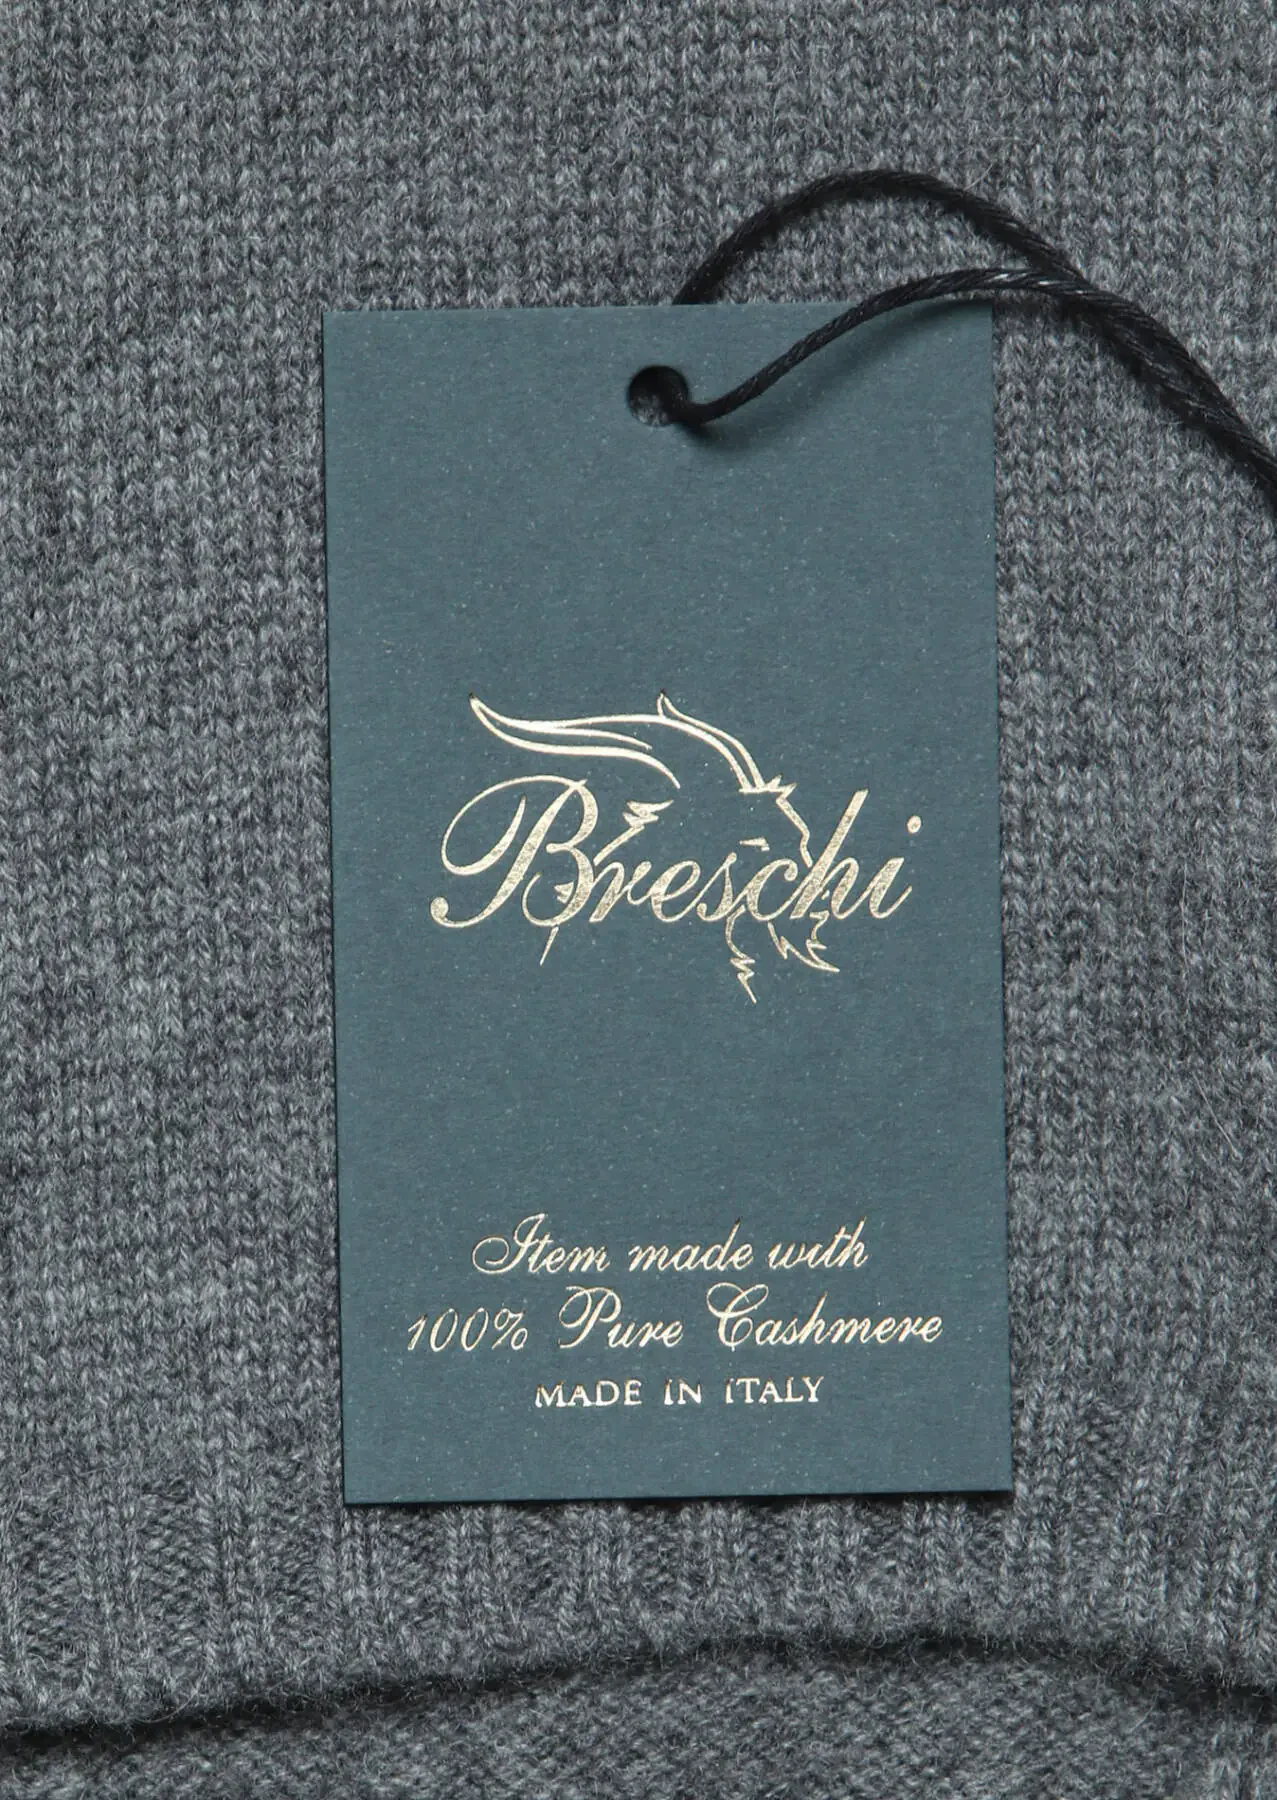 Breschi
Item made with
100% Pure Cashmere
MADE IN ITALY